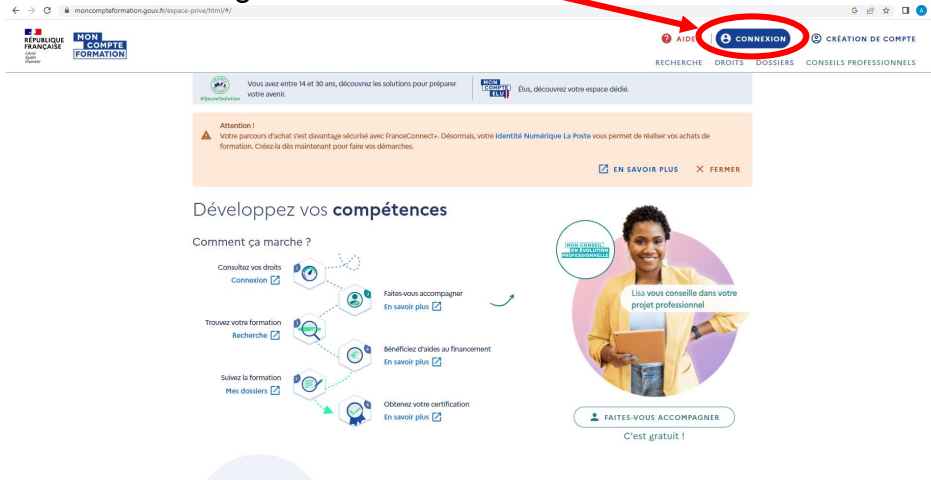 moncompteformation.gouv.fr/espace-prive/html/#/
RÉPUBLIQUE
FRANÇAISE
Liberté
Égalité
Fraternité
MON
COMPTE
FORMATION
AIDE
CONNEXION
CRÉATION DE COMPTE
RECHERCHE DROITS DOSSIERS CONSEILS PROFESSIONNELS
#1jeune1solution
Vous avez entre 14 et 30 ans, découvrez les solutions pour préparer
votre avenir.
MON
COMPTE
ELU
Élus, découvrez votre espace dédié.
Attention !
Votre parcours d'achat s'est davantage sécurisé avec FranceConnect+. Désormais, votre Identité Numérique La Poste vous permet de réaliser vos achats de
formation. Créez-la dès maintenant pour faire vos démarches.
EN SAVOIR PLUS
FERMER
Développez vos compétences
Comment ça marche ?
Consultez vos droits
Connexion
Faites-vous accompagner
En savoir plus
Trouvez votre formation
Recherche
Bénéficiez d'aides au financement
En savoir plus
Suivez la formation
Mes dossiers
Obtenez votre certification
En savoir plus
MON CONSEIL
EN ÉVOLUTION
PROFESSIONNELLE
Lisa vous conseille dans votre
projet professionnel
FAITES-VOUS ACCOMPAGNER
C'est gratuit !